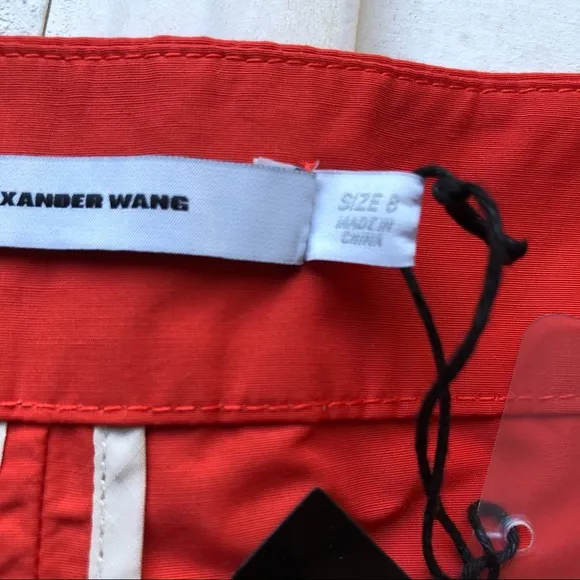 XANDER WANG
SIZE 8
MADE IN
CHINA